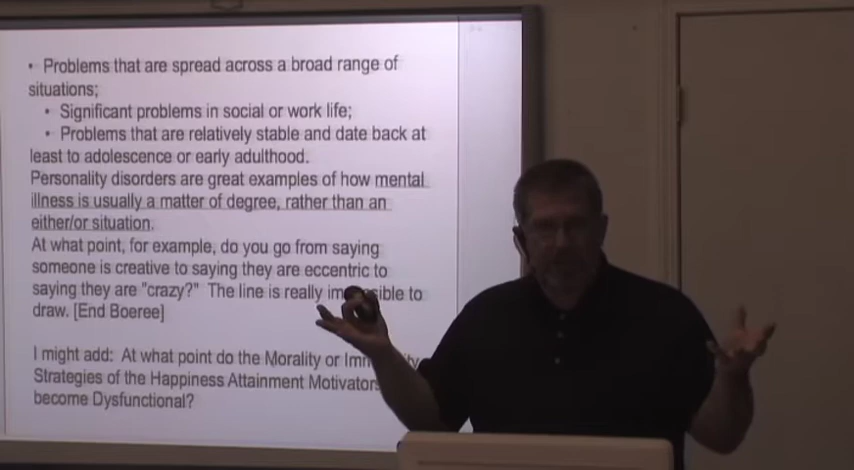 • Problems that are spread across a broad range of
situations;
• Significant problems in social or work life;
• Problems that are relatively stable and date back at
least to adolescence or early adulthood.
Personality disorders are great examples of how mental
illness is usually a matter of degree, rather than an
either/or situation.
At what point, for example, do you go from saying
someone is creative to saying they are eccentric to
saying they are "crazy?" The line is really to
draw. [End Boeree]
I might add: At what point do the Morality or
Strategies of the Happiness Attainment Motivators
become Dysfunctional?